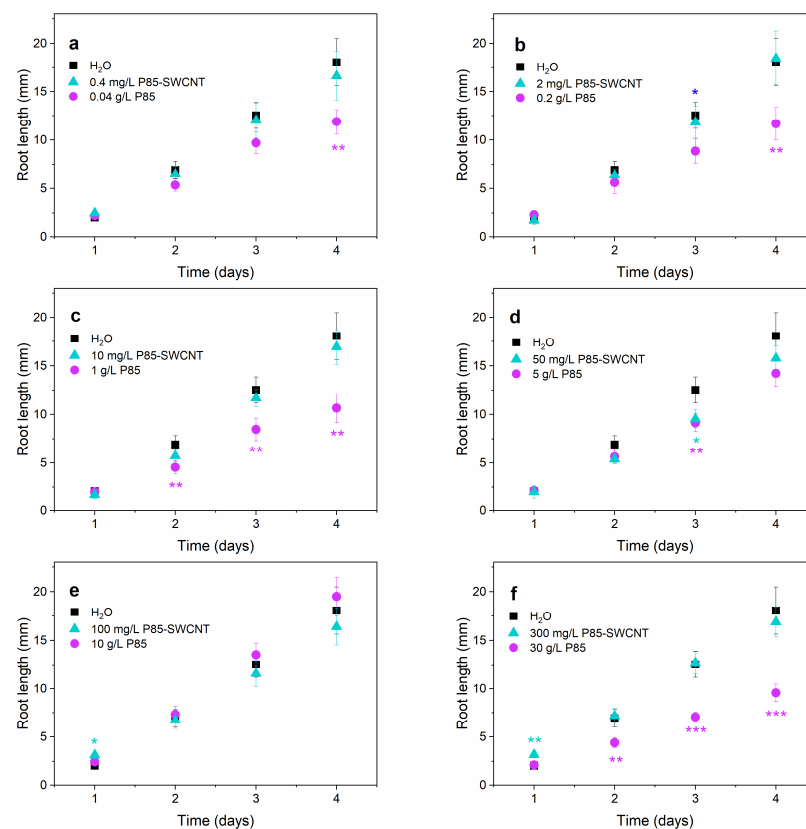 a
H₂O
0.4 mg/L P85-SWCNT
0.04 g/L P85
**
Root length (mm)
0
5
10
15
20
1 2 3 4
Time (days)
b
H₂O
2 mg/L P85-SWCNT
0.2 g/L P85
*
**
Root length (mm)
0
5
10
15
20
1 2 3 4
Time (days)
c
H₂O
10 mg/L P85-SWCNT
1 g/L P85
**
**
**
Root length (mm)
0
5
10
15
20
1 2 3 4
Time (days)
d
H₂O
50 mg/L P85-SWCNT
5 g/L P85
*
**
Root length (mm)
0
5
10
15
20
1 2 3 4
Time (days)
e
H₂O
100 mg/L P85-SWCNT
10 g/L P85
*
Root length (mm)
0
5
10
15
20
1 2 3 4
Time (days)
f
H₂O
300 mg/L P85-SWCNT
30 g/L P85
**
**
***
***
Root length (mm)
0
5
10
15
20
1 2 3 4
Time (days)